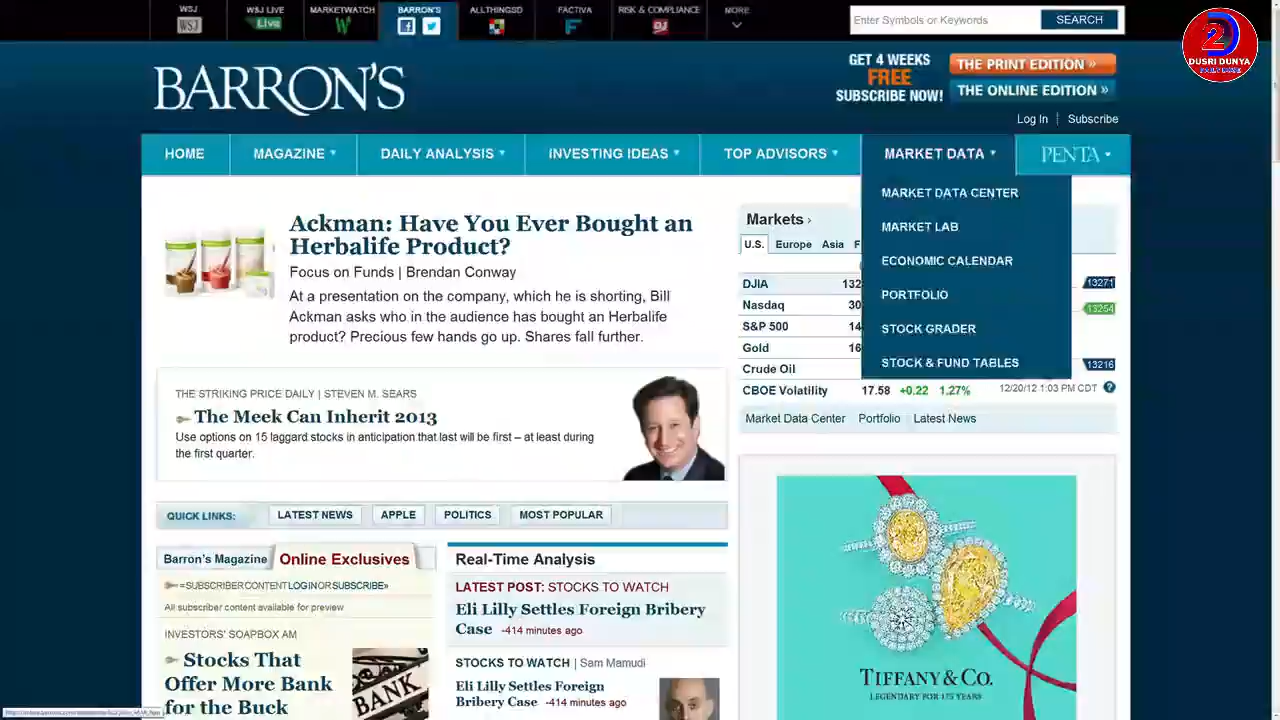 WSJ
WSJ LIVE
MARKETWATCH
BARRON'S
ALLTHINGSD
FACTIVA
RISK & COMPLIANCE
MORE
WSJ
Live
W
F
DJ
Enter Symbols or Keywords
SEARCH
2D
DUSRI DUNYA
BARRON'S
GET 4 WEEKS
FREE
SUBSCRIBE NOW!
THE PRINT EDITION »
THE ONLINE EDITION »
Log In
Subscribe
HOME
MAGAZINE
DAILY ANALYSIS
INVESTING IDEAS
TOP ADVISORS
MARKET DATA
PENTA
MARKET DATA CENTER
MARKET LAB
ECONOMIC CALENDAR
PORTFOLIO
STOCK GRADER
STOCK & FUND TABLES
Ackman: Have You Ever Bought an
Herbalife Product?
Focus on Funds | Brendan Conway
At a presentation on the company, which he is shorting, Bill
Ackman asks who in the audience has bought an Herbalife
product? Precious few hands go up. Shares fall further.
THE STRIKING PRICE DAILY | STEVEN M. SEARS
The Meek Can Inherit 2013
Use options on 15 laggard stocks in anticipation that last will be first – at least during
the first quarter.
Markets ›
U.S. Europe Asia F
DJIA 132 13271
Nasdaq 30 13254
S&P 500 14
Gold 16
Crude Oil 13216
CBOE Volatility 17.58 +0.22 1.27% 12/20/12 1:03 PM CDT ?
Market Data Center Portfolio Latest News
QUICK LINKS: LATEST NEWS APPLE POLITICS MOST POPULAR
Barron's Magazine Online Exclusives
=SUBSCRIBER CONTENT LOG IN OR SUBSCRIBE»
All subscriber content available for preview
INVESTORS' SOAPBOX AM
Stocks That
Offer More Bank
for the Buck
BANK
Real-Time Analysis
LATEST POST: STOCKS TO WATCH
Eli Lilly Settles Foreign Bribery
Case -414 minutes ago
STOCKS TO WATCH | Sam Mamudi
Eli Lilly Settles Foreign
Bribery Case -414 minutes ago
TIFFANY & CO.
LEGENDARY FOR 175 YEARS